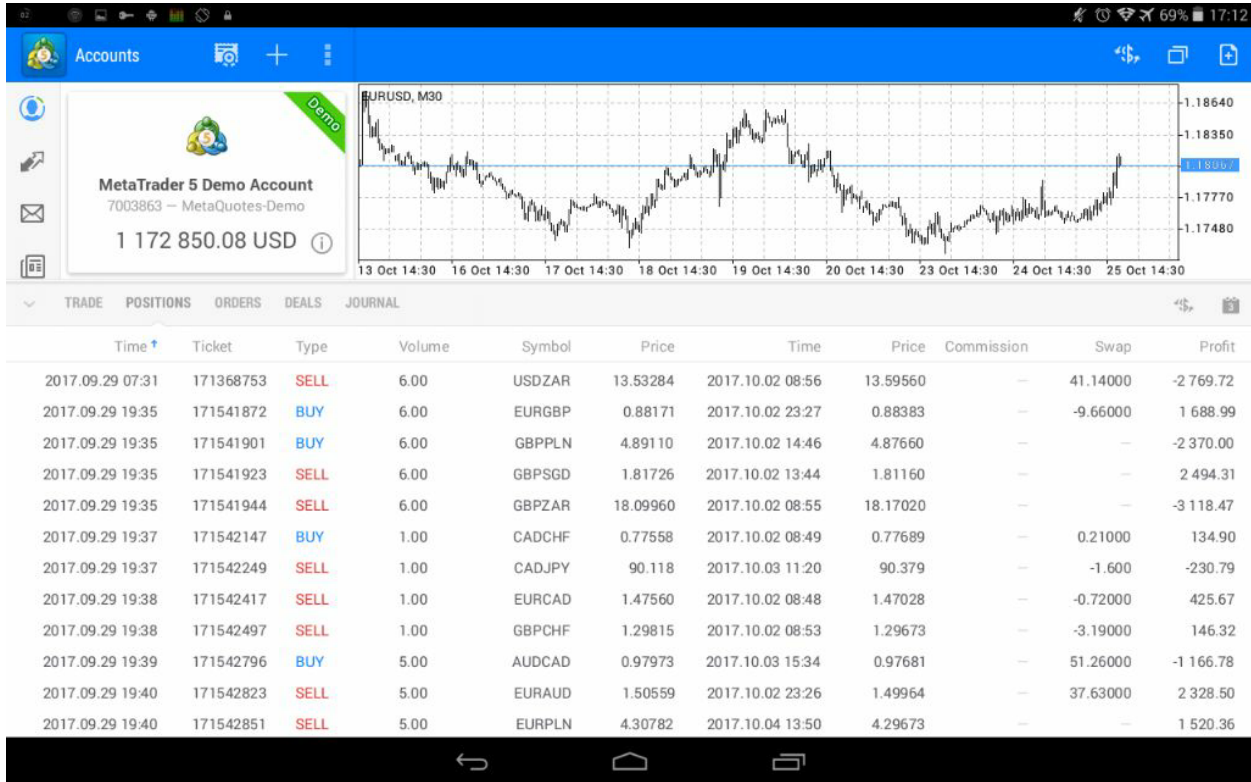 69% 17:12
Accounts
Demo
MetaTrader 5 Demo Account
7003863 — MetaQuotes-Demo
1 172 850.08 USD
EURUSD, M30
1.18640
1.18350
1.18067
1.17770
1.17480
13 Oct 14:30 16 Oct 14:30 17 Oct 14:30 18 Oct 14:30 19 Oct 14:30 20 Oct 14:30 23 Oct 14:30 24 Oct 14:30 25 Oct 14:30
TRADE POSITIONS ORDERS DEALS JOURNAL
Time Ticket Type Volume Symbol Price Time Price Commission Swap Profit
2017.09.29 07:31 171368753 SELL 6.00 USDZAR 13.53284 2017.10.02 08:56 13.59560 — 41.14000 -2 769.72
2017.09.29 19:35 171541872 BUY 6.00 EURGBP 0.88171 2017.10.02 23:27 0.88383 — -9.66000 1 688.99
2017.09.29 19:35 171541901 BUY 6.00 GBPPLN 4.89110 2017.10.02 14:46 4.87660 — — -2 370.00
2017.09.29 19:35 171541923 SELL 6.00 GBPSGD 1.81726 2017.10.02 13:44 1.81160 — — 2 494.31
2017.09.29 19:35 171541944 SELL 6.00 GBPZAR 18.09960 2017.10.02 08:55 18.17020 — — -3 118.47
2017.09.29 19:37 171542147 BUY 1.00 CADCHF 0.77558 2017.10.02 08:49 0.77689 — 0.21000 134.90
2017.09.29 19:37 171542249 SELL 1.00 CADJPY 90.118 2017.10.03 11:20 90.379 — -1.600 -230.79
2017.09.29 19:38 171542417 SELL 1.00 EURCAD 1.47560 2017.10.02 08:48 1.47028 — -0.72000 425.67
2017.09.29 19:38 171542497 SELL 1.00 GBPCHF 1.29815 2017.10.02 08:53 1.29673 — -3.19000 146.32
2017.09.29 19:39 171542796 BUY 5.00 AUDCAD 0.97973 2017.10.03 15:34 0.97681 — 51.26000 -1 166.78
2017.09.29 19:40 171542823 SELL 5.00 EURAUD 1.50559 2017.10.02 23:26 1.49964 — 37.63000 2 328.50
2017.09.29 19:40 171542851 SELL 5.00 EURPLN 4.30782 2017.10.04 13:50 4.29673 — — 1 520.36